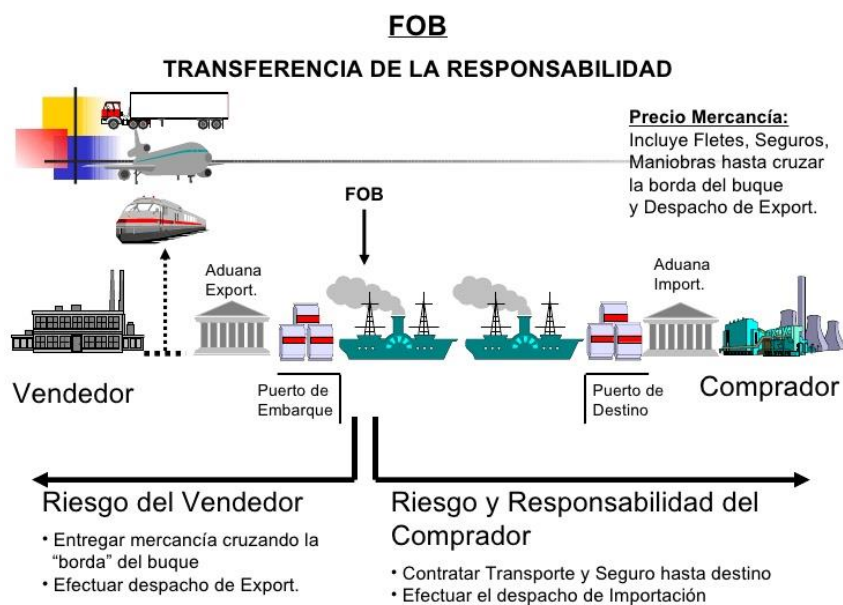 FOB
TRANSFERENCIA DE LA RESPONSABILIDAD
Precio Mercancía:
Incluye Fletes, Seguros,
Maniobras hasta cruzar
la borda del buque
y Despacho de Export.
FOB
Aduana
Export.
Aduana
Import.
Vendedor
Puerto de
Embarque
Puerto de
Destino
Comprador
Riesgo del Vendedor
• Entregar mercancía cruzando la
“borda” del buque
• Efectuar despacho de Export.
Riesgo y Responsabilidad del
Comprador
• Contratar Transporte y Seguro hasta destino
• Efectuar el despacho de Importación